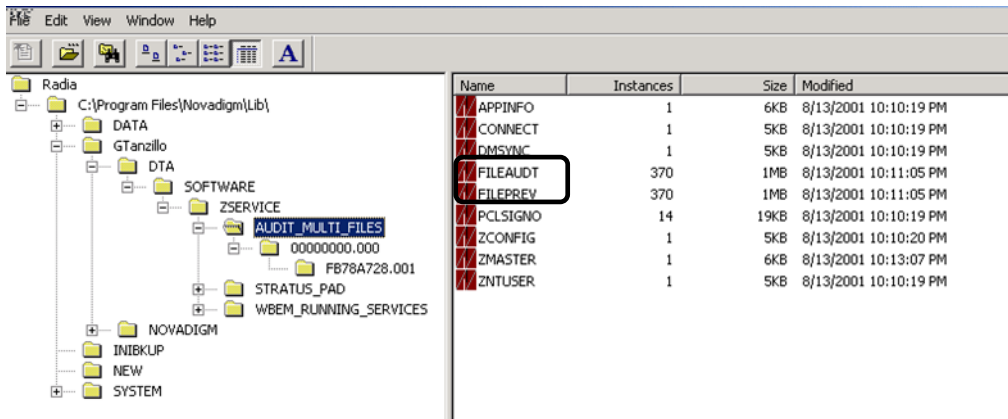 File Edit View Window Help
A
Radia
C:\Program Files\Novadigm\Lib\
DATA
GTanzillo
DTA
SOFTWARE
ZSERVICE
AUDIT_MULTI_FILES
00000000.000
FB78A728.001
STRATUS_PAD
WBEM_RUNNING_SERVICES
NOVADIGM
INIBKUP
NEW
SYSTEM
Name Instances Size Modified
APPINFO 1 6KB 8/13/2001 10:10:19 PM
CONNECT 1 5KB 8/13/2001 10:10:19 PM
DMSYNC 1 5KB 8/13/2001 10:10:19 PM
FILEAUDT 370 1MB 8/13/2001 10:11:05 PM
FILEPREV 370 1MB 8/13/2001 10:11:05 PM
PCLSIGNO 14 19KB 8/13/2001 10:10:19 PM
ZCONFIG 1 5KB 8/13/2001 10:10:20 PM
ZMASTER 1 6KB 8/13/2001 10:13:07 PM
ZNTUSER 1 5KB 8/13/2001 10:10:19 PM